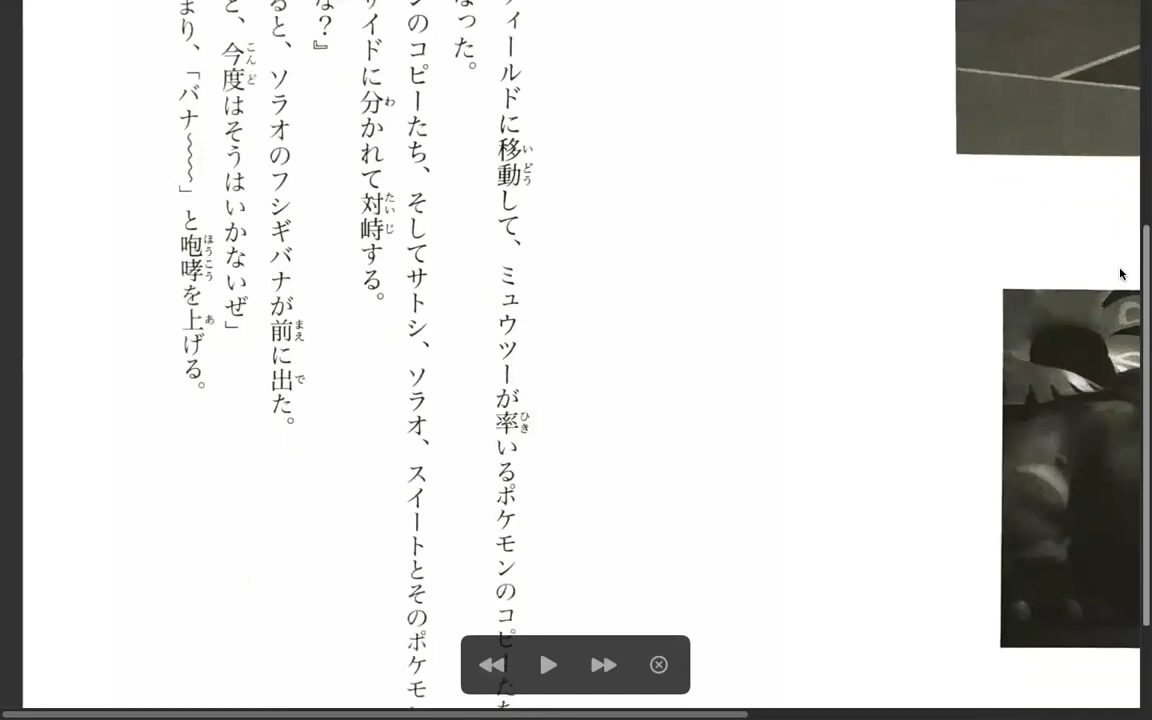 ィールドに移動して、ミュウツーが率いるポケモンのコピーたち
なった。
ンのコピーたち、そしてサトシ、ソラオ、スイートとそのポケモ
サイドに分かれて対峙する。
な？』
ると、ソラオのフシギバナが前に出た。
と、今度はそうはいかないぜ」
まり、「バナ〜〜〜」と咆哮を上げる。